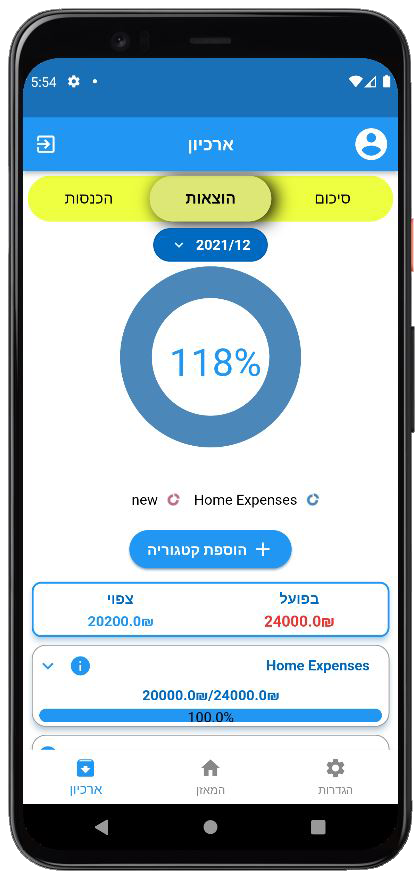 5:54
ארכיון
סיכום הוצאות הכנסות
2021/12
118%
Home Expenses new
הוספת קטגוריה
בפועל צפוי
24000.0₪ 20200.0₪
Home Expenses
20000.0/24000.0₪
100.0%
הגדרות המאזן ארכיון